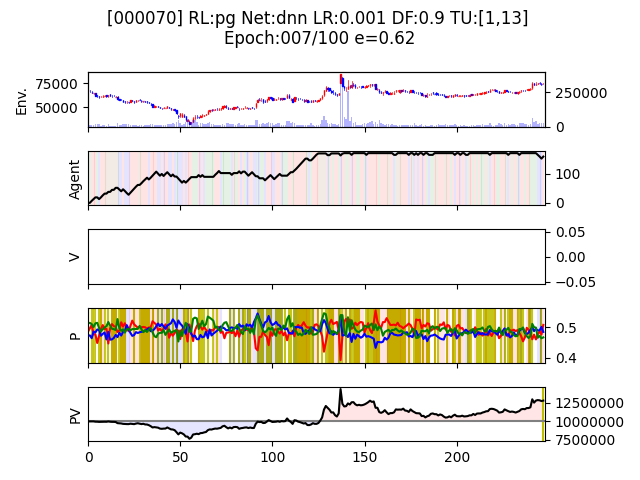 [000070] RL:pg Net:dnn LR:0.001 DF:0.9 TU:[1,13]
Epoch:007/100 e=0.62
Env.
75000
50000
250000
0
Agent
100
0
V
0.05
0.00
−0.05
P
0.5
0.4
PV
12500000
10000000
7500000
0
50
100
150
200